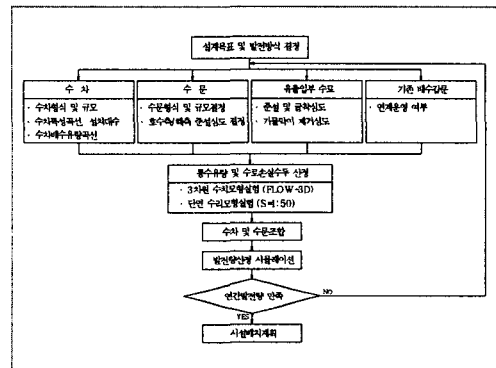 설계목표 및 발전방식 결정
수 차
· 수차형식 및 규모
· 수차특성곡선, 설치대수
· 수차배수유량곡선
수 문
· 수문형식 및 규모결정
· 호수측/해측 준설심도 결정
유출입부 수로
· 준설 및 굴착심도
· 가물막이 제거심도
기존 배수갑문
· 연계운영 여부
통수유량 및 수로손실수두 산정
· 3차원 수치모형실험 (FLOW-3D)
· 단면 수리모형실험 (S=1:50)
수차 및 수문조합
발전량산정 시뮬레이션
연간발전량 만족
NO
YES
시설배치계획